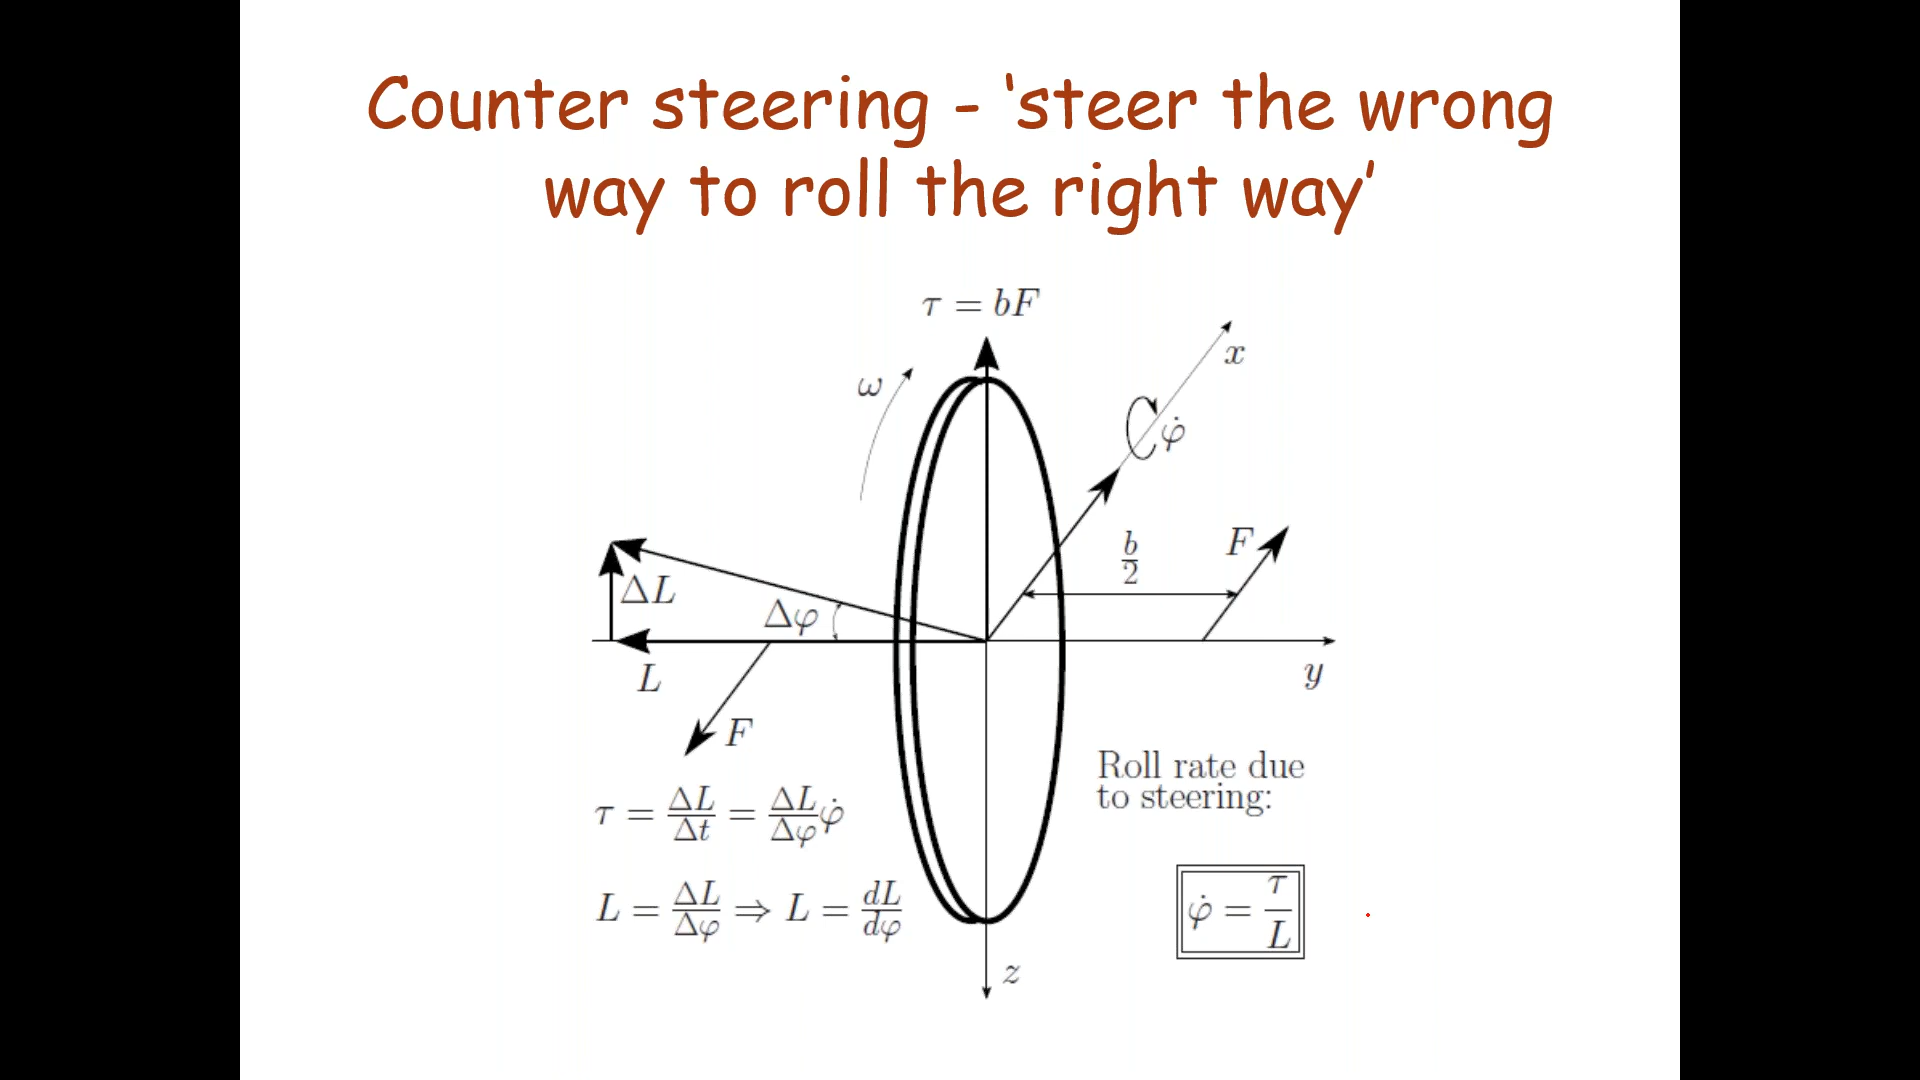 Counter steering - ‘steer the wrong
way to roll the right way’
τ = bF
x
ω
φ̇
b/2
F
ΔL
Δφ
y
L
F
Roll rate due
to steering:
τ = ΔL/Δt = ΔL/Δφ φ̇
L = ΔL/Δφ ⇒ L = dL/dφ
φ̇ = τ/L
z